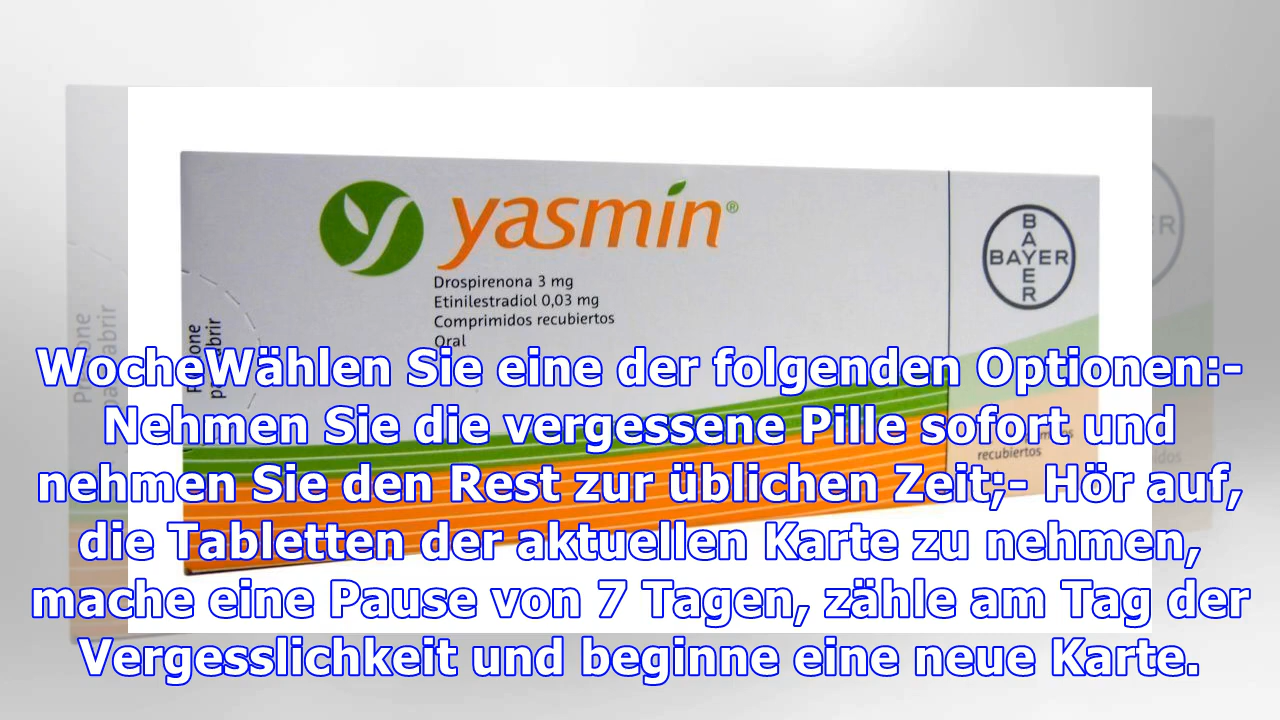 yasmin®
Drospirenona 3 mg
Etinilestradiol 0,03 mg
Comprimidos recubiertos
Oral
BAYER
BAYER
WocheWählen Sie eine der folgenden Optionen:-
Nehmen Sie die vergessene Pille sofort und
nehmen Sie den Rest zur üblichen Zeit;- Hör auf,
die Tabletten der aktuellen Karte zu nehmen,
mache eine Pause von 7 Tagen, zähle am Tag der
Vergesslichkeit und beginne eine neue Karte.
recubiertos